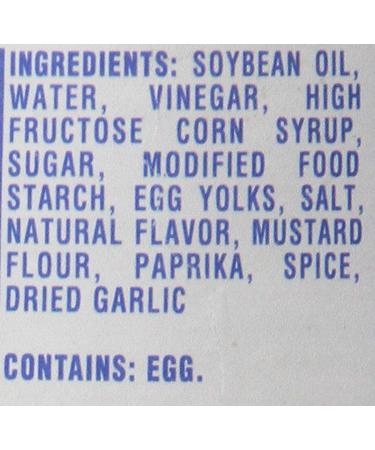 INGREDIENTS: SOYBEAN OIL,
WATER, VINEGAR, HIGH
FRUCTOSE CORN SYRUP,
SUGAR, MODIFIED FOOD
STARCH, EGG YOLKS, SALT,
NATURAL FLAVOR, MUSTARD
FLOUR, PAPRIKA, SPICE,
DRIED GARLIC
CONTAINS: EGG.